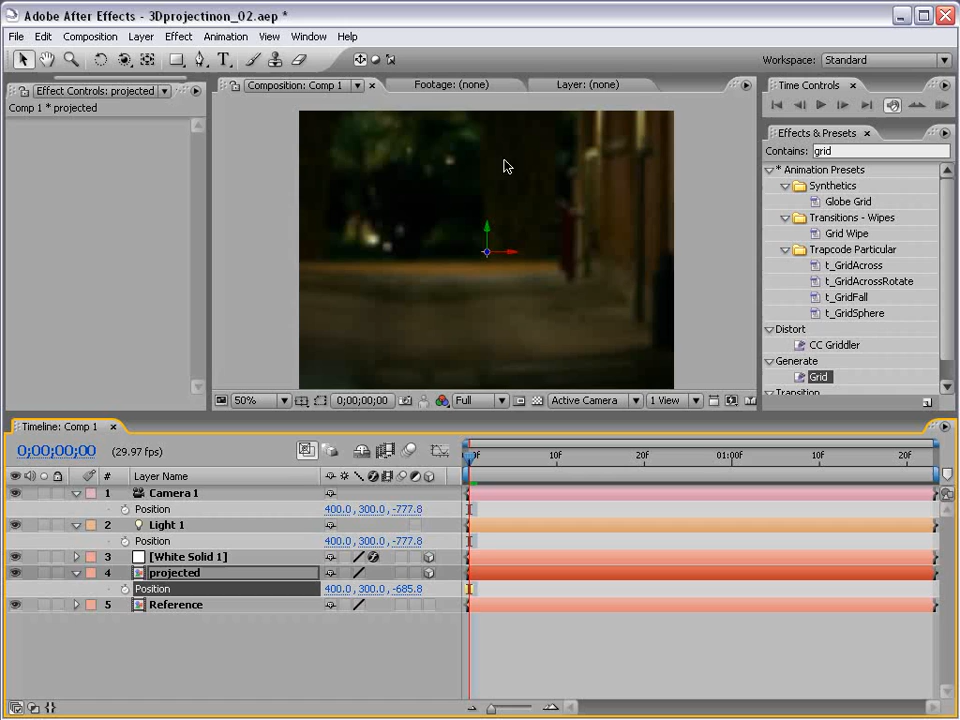 Adobe After Effects - 3Dprojectinon_02.aep *
File Edit Composition Layer Effect Animation View Window Help
Workspace: Standard
Effect Controls: projected
Comp 1 * projected
Composition: Comp 1
Footage: (none)
Layer: (none)
Time Controls
Effects & Presets
Contains: grid
* Animation Presets
Synthetics
Globe Grid
Transitions - Wipes
Grid Wipe
Trapcode Particular
t_GridAcross
t_GridAcrossRotate
t_GridFall
t_GridSphere
Distort
CC Griddler
Generate
Grid
Transition
50% 0;00;00;00 Full Active Camera 1 View
Timeline: Comp 1
0;00;00;00 (29.97 fps)
10f 20f 01:00f 10f 20f
# Layer Name
1 Camera 1
Position 400.0, 300.0, -777.8
2 Light 1
Position 400.0, 300.0, -777.8
3 [White Solid 1]
4 projected
Position 400.0, 300.0, -685.8
5 Reference